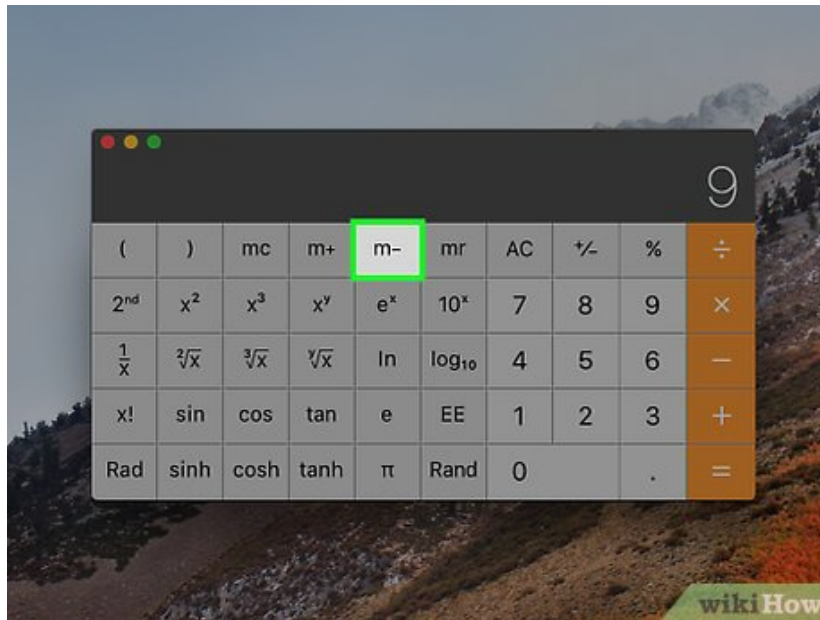 9
( ) mc m+ m− mr AC ⁺∕₋ % ÷
2ⁿᵈ x² x³ xʸ eˣ 10ˣ 7 8 9 ×
1/x ²√x ³√x ʸ√x ln log₁₀ 4 5 6 −
x! sin cos tan e EE 1 2 3 +
Rad sinh cosh tanh π Rand 0 . =
wikiHow